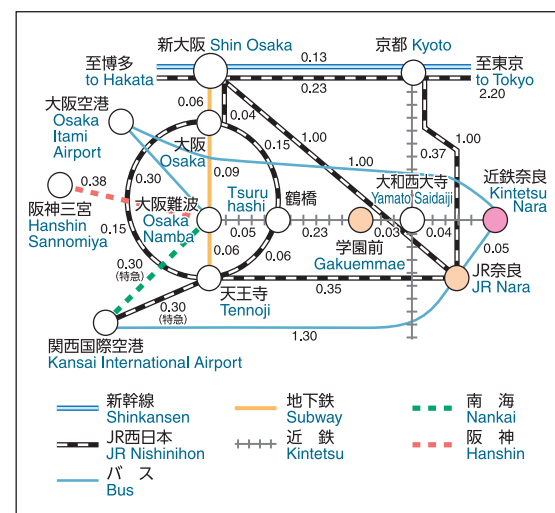 新大阪 Shin Osaka
0.13
京都 Kyoto
至博多
to Hakata
至東京
to Tokyo
0.23
2.20
大阪空港
Osaka
Itami
Airport
0.06
0.04
大阪
Osaka
0.15
1.00
1.00
0.37
1.00
0.38
0.30
0.09
Tsuru
hashi
鶴橋
大和西大寺
Yamato Saidaiji
近鉄奈良
Kintetsu
Nara
阪神三宮
Hanshin
Sannomiya
大阪難波
Osaka
Namba
0.05
0.23
0.03
0.04
0.15
0.06
0.06
学園前
Gakuemmae
0.05
0.30
(特急)
天王寺
Tennoji
0.35
JR奈良
JR Nara
0.30
(特急)
1.30
関西国際空港
Kansai International Airport
新幹線
Shinkansen
地下鉄
Subway
南海
Nankai
JR西日本
JR Nishinihon
近鉄
Kintetsu
阪神
Hanshin
バス
Bus